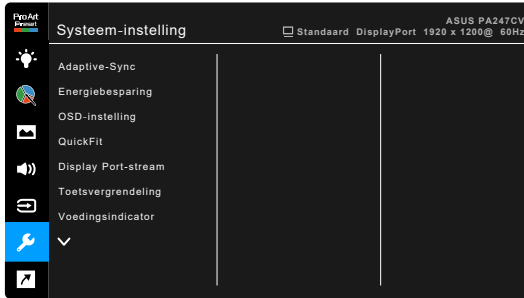 ProArt
Preset
Systeem-instelling
ASUS PA247CV
Standaard DisplayPort 1920 x 1200@ 60Hz
Adaptive-Sync
Energiebesparing
OSD-instelling
QuickFit
Display Port-stream
Toetsvergrendeling
Voedingsindicator